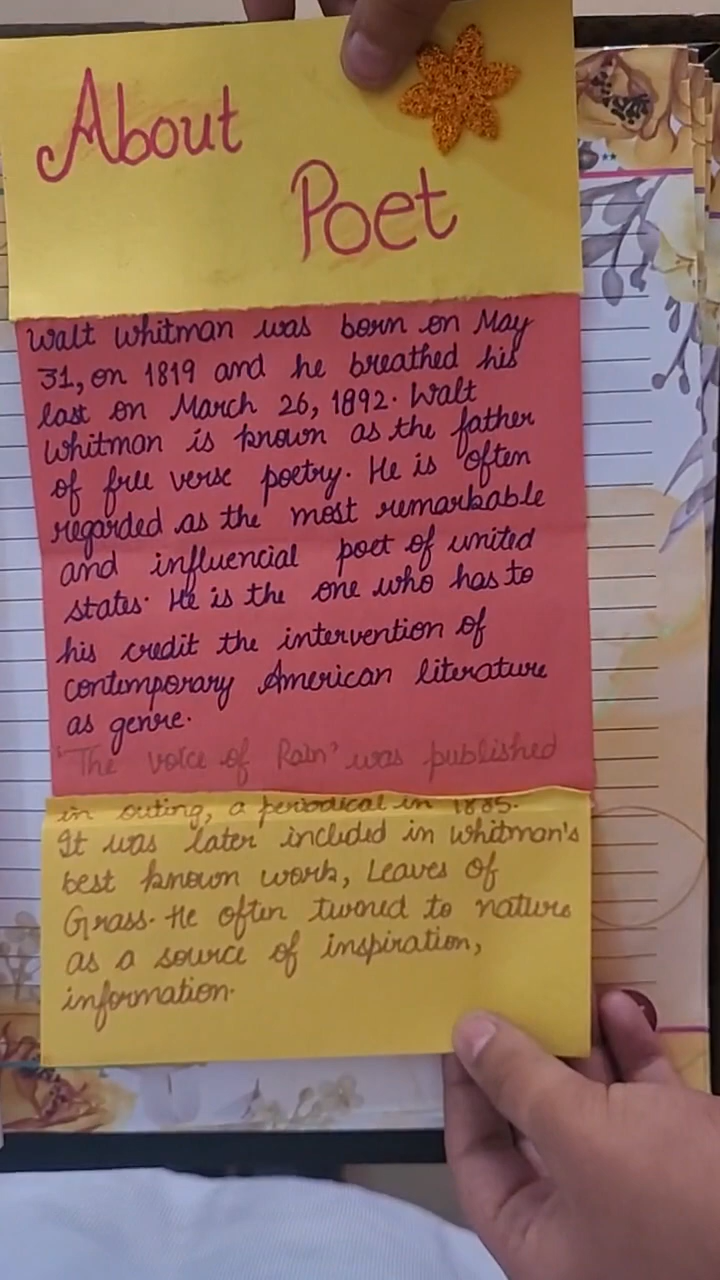 About
Poet
Walt Whitman was born on May
31, on 1819 and he breathed his
last on March 26, 1892. Walt
Whitman is known as the father
of free verse poetry. He is often
regarded as the most remarkable
and influencial poet of united
states. He is the one who has to
his credit the intervention of
contemporary American literature
as genre.
'The voice of Rain' was published
in outing, a periodical in 1885.
It was later included in whitman's
best known work, Leaves of
Grass. He often turned to nature
as a source of inspiration,
information.